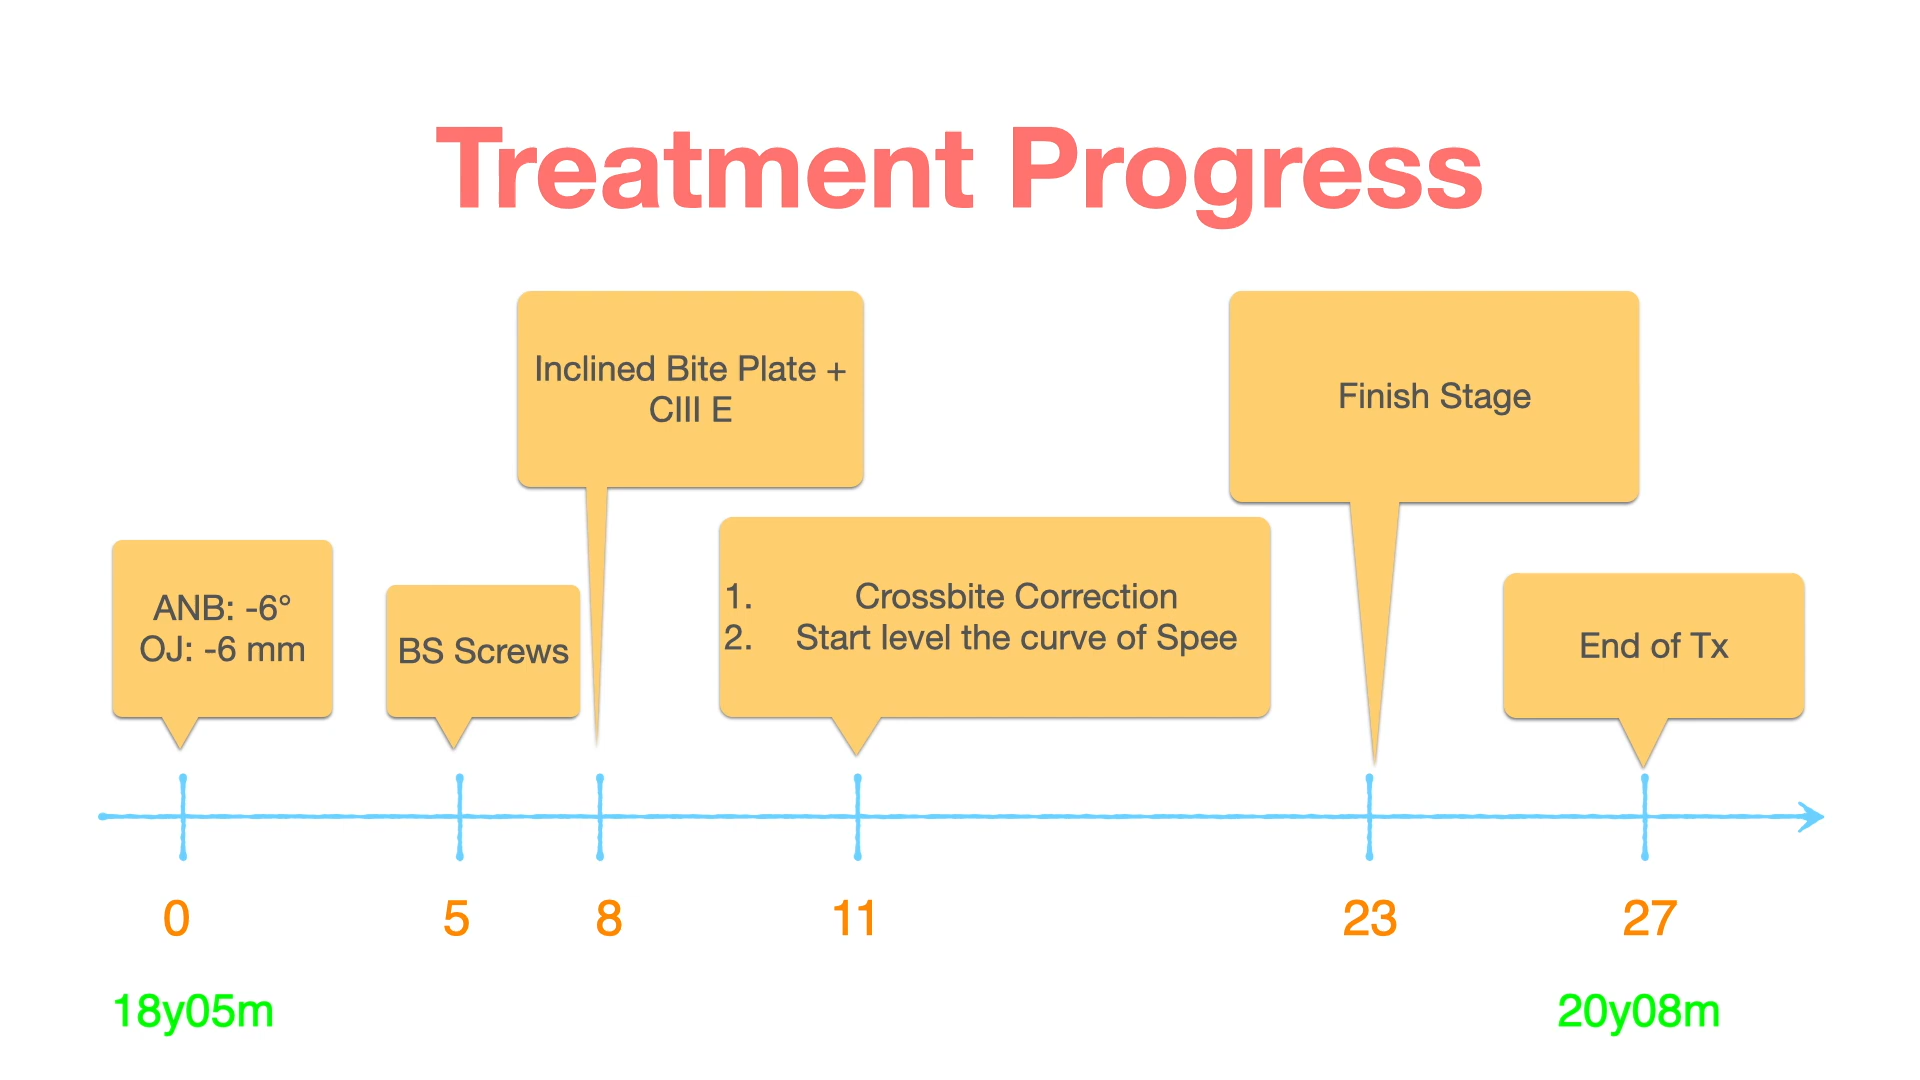 Treatment Progress
Inclined Bite Plate +
CIII E
Finish Stage
ANB: -6°
OJ: -6 mm
BS Screws
1. Crossbite Correction
2. Start level the curve of Spee
End of Tx
0
5
8
11
23
27
18y05m
20y08m